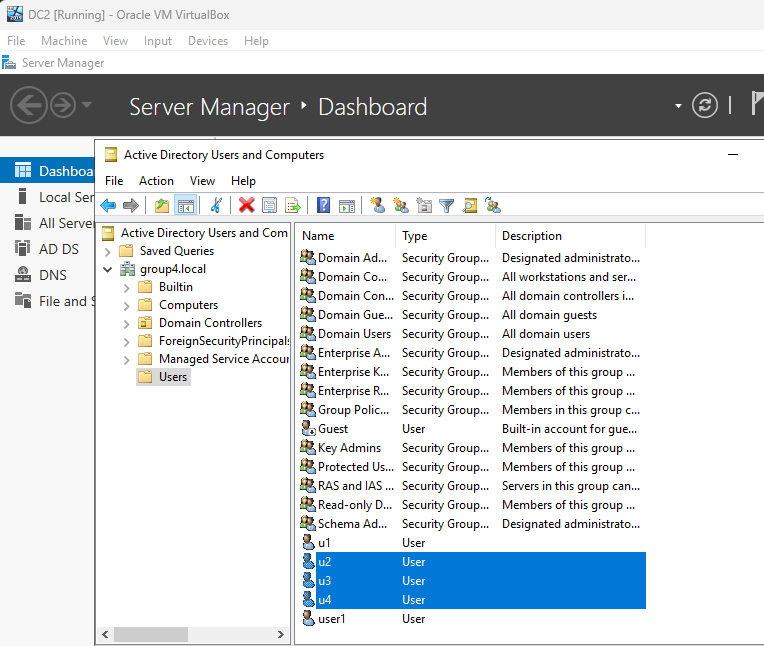 DC2 [Running] - Oracle VM VirtualBox
File Machine View Input Devices Help
Server Manager
Server Manager Dashboard
Dashboa
Local Ser
All Server
AD DS
DNS
File and S
Active Directory Users and Computers
File Action View Help
Active Directory Users and Com
Saved Queries
group4.local
Builtin
Computers
Domain Controllers
ForeignSecurityPrincipals
Managed Service Accour
Users
Name Type Description
Domain Ad... Security Group... Designated administrato...
Domain Co... Security Group... All workstations and ser...
Domain Con... Security Group... All domain controllers i...
Domain Gue... Security Group... All domain guests
Domain Users Security Group... All domain users
Enterprise A... Security Group... Designated administrato...
Enterprise K... Security Group... Members of this group ...
Enterprise R... Security Group... Members of this group ...
Group Polic... Security Group... Members in this group c...
Guest User Built-in account for gue...
Key Admins Security Group... Members of this group ...
Protected Us... Security Group... Members of this group ...
RAS and IAS ... Security Group... Servers in this group can...
Read-only D... Security Group... Members of this group ...
Schema Ad... Security Group... Designated administrato...
u1 User
u2 User
u3 User
u4 User
user1 User